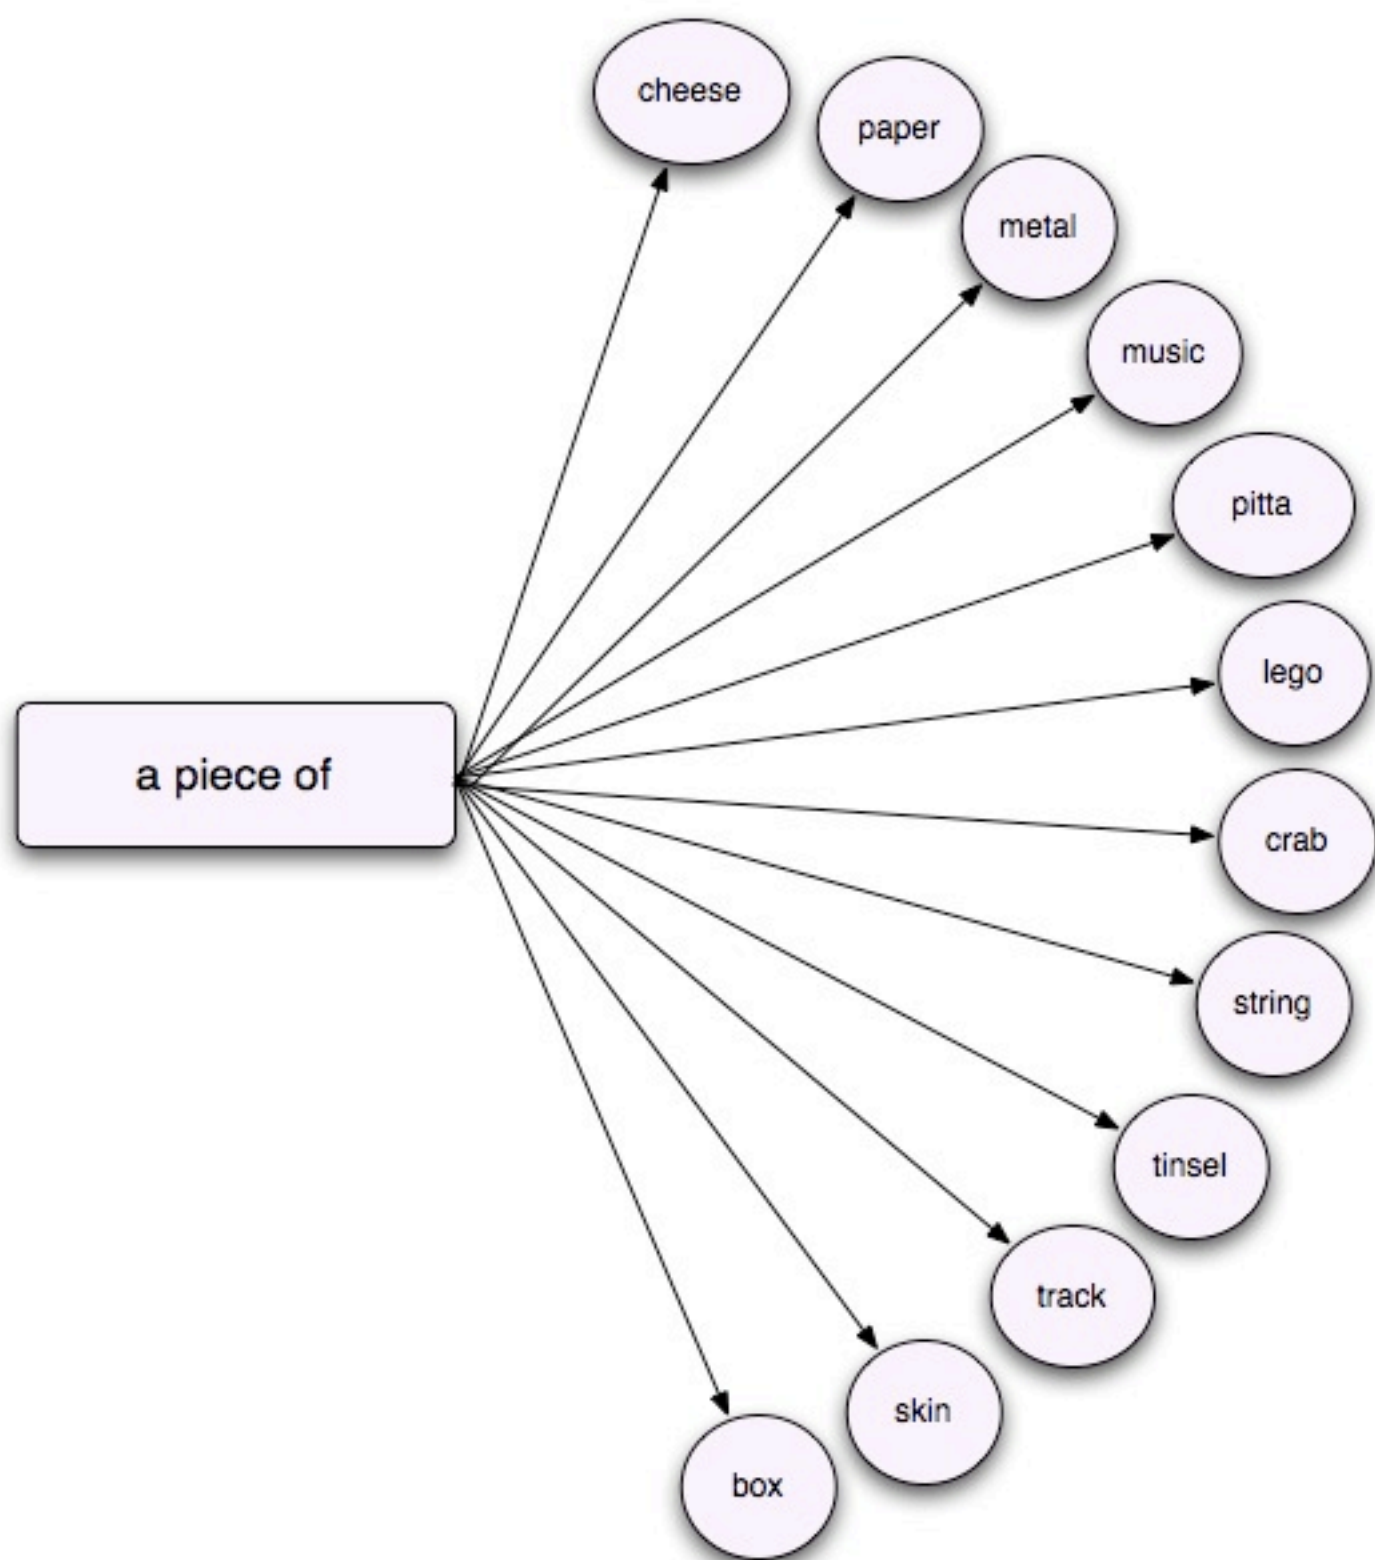 cheese
paper
metal
music
pitta
lego
a piece of
crab
string
tinsel
track
skin
box